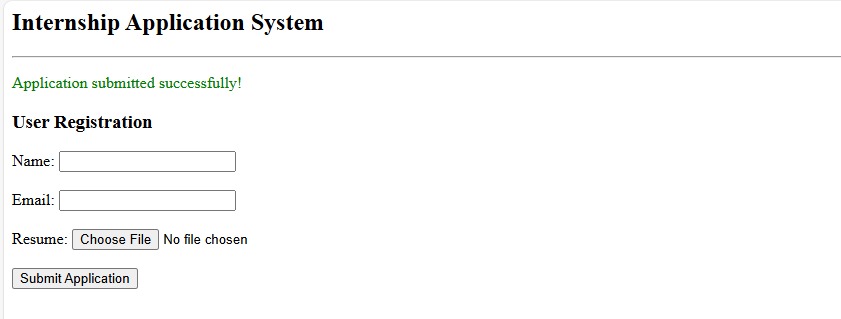 Internship Application System
Application submitted successfully!
User Registration
Name:
Email:
Resume: Choose File No file chosen
Submit Application